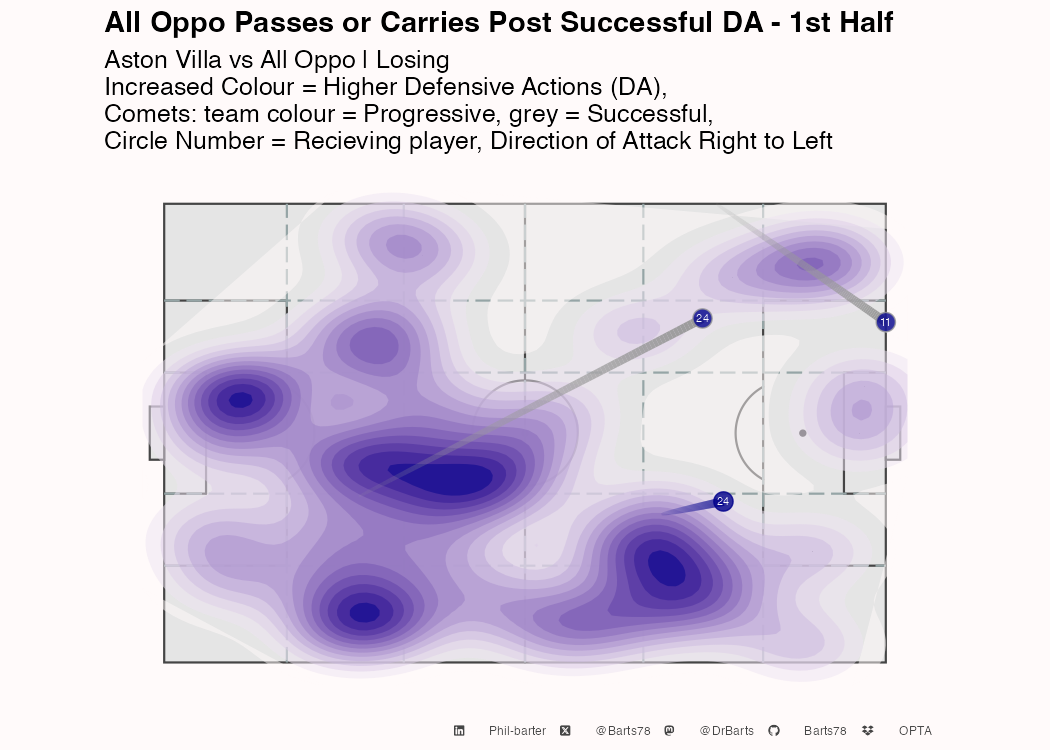 All Oppo Passes or Carries Post Successful DA - 1st Half
Aston Villa vs All Oppo | Losing
Increased Colour = Higher Defensive Actions (DA),
Comets: team colour = Progressive, grey = Successful,
Circle Number = Recieving player, Direction of Attack Right to Left
24
11
24
Phil-barter @Barts78 @DrBarts Barts78 OPTA